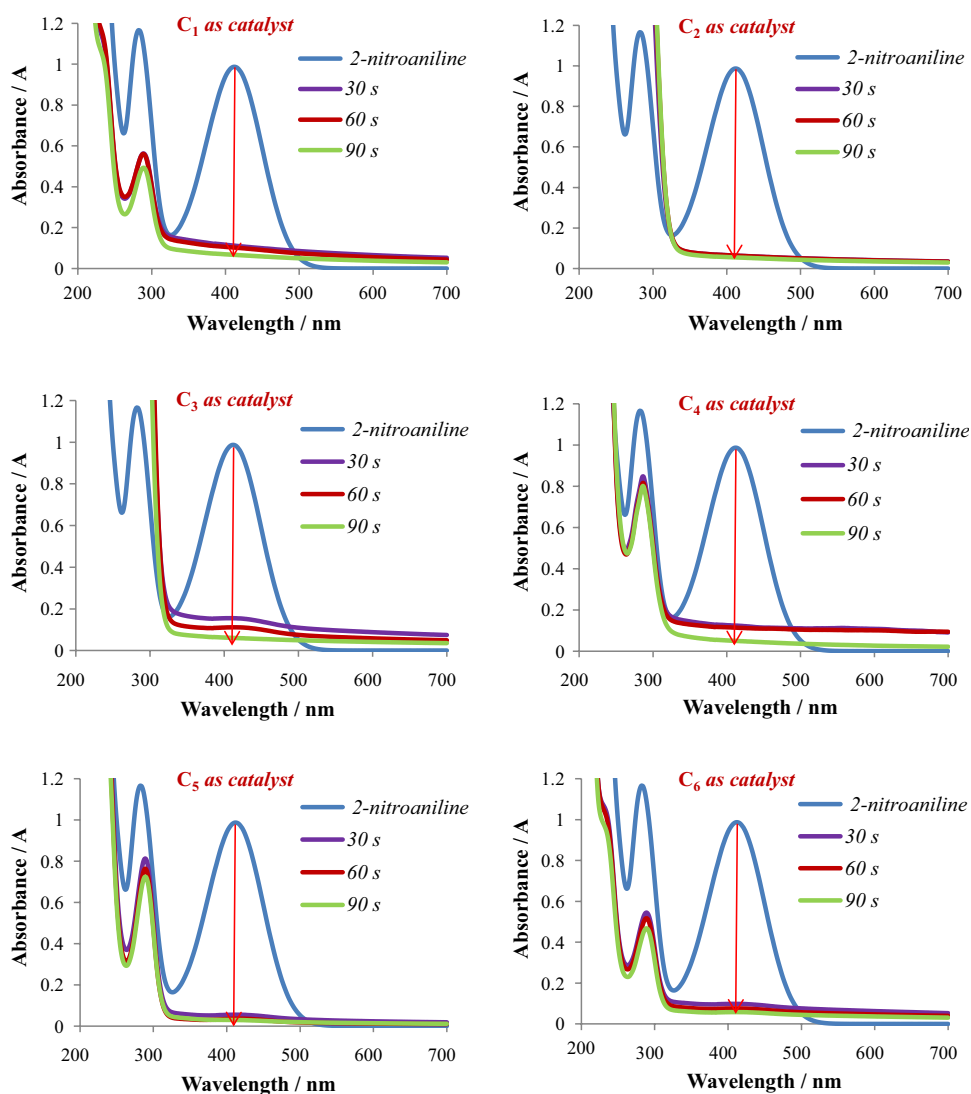 C1 as catalyst
Absorbance / A
1.2
1
0.8
0.6
0.4
0.2
0
2-nitroaniline
30 s
60 s
90 s
200 300 400 500 600 700
Wavelength / nm
C2 as catalyst
Absorbance / A
1.2
1
0.8
0.6
0.4
0.2
0
2-nitroaniline
30 s
60 s
90 s
200 300 400 500 600 700
Wavelength / nm
C3 as catalyst
Absorbance / A
1.2
1
0.8
0.6
0.4
0.2
0
2-nitroaniline
30 s
60 s
90 s
200 300 400 500 600 700
Wavelength / nm
C4 as catalyst
Absorbance / A
1.2
1
0.8
0.6
0.4
0.2
0
2-nitroaniline
30 s
60 s
90 s
200 300 400 500 600 700
Wavelength / nm
C5 as catalyst
Absorbance / A
1.2
1
0.8
0.6
0.4
0.2
0
2-nitroaniline
30 s
60 s
90 s
200 300 400 500 600 700
Wavelength / nm
C6 as catalyst
Absorbance / A
1.2
1
0.8
0.6
0.4
0.2
0
2-nitroaniline
30 s
60 s
90 s
200 300 400 500 600 700
Wavelength / nm